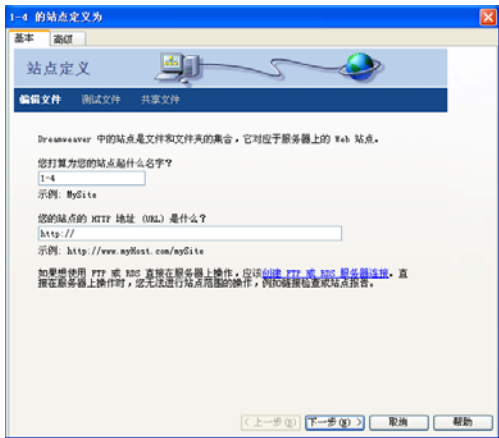 1-4 的站点定义为
基本 高级
站点定义
编辑文件 测试文件 共享文件
Dreamweaver 中的站点是文件和文件夹的集合，它对应于服务器上的 Web 站点。
您打算为您的站点起什么名字？
1-4
示例: MySite
您的站点的 HTTP 地址 (URL) 是什么？
http://
示例: http://www.myHost.com/mySite
如果想使用 FTP 或 RDS 直接在服务器上操作，应该创建 FTP 或 RDS 服务器连接。直
接在服务器上操作时，您无法进行站点范围的操作，例如链接检查或站点报告。
<上一步(B) 下一步(N)> 取消 帮助